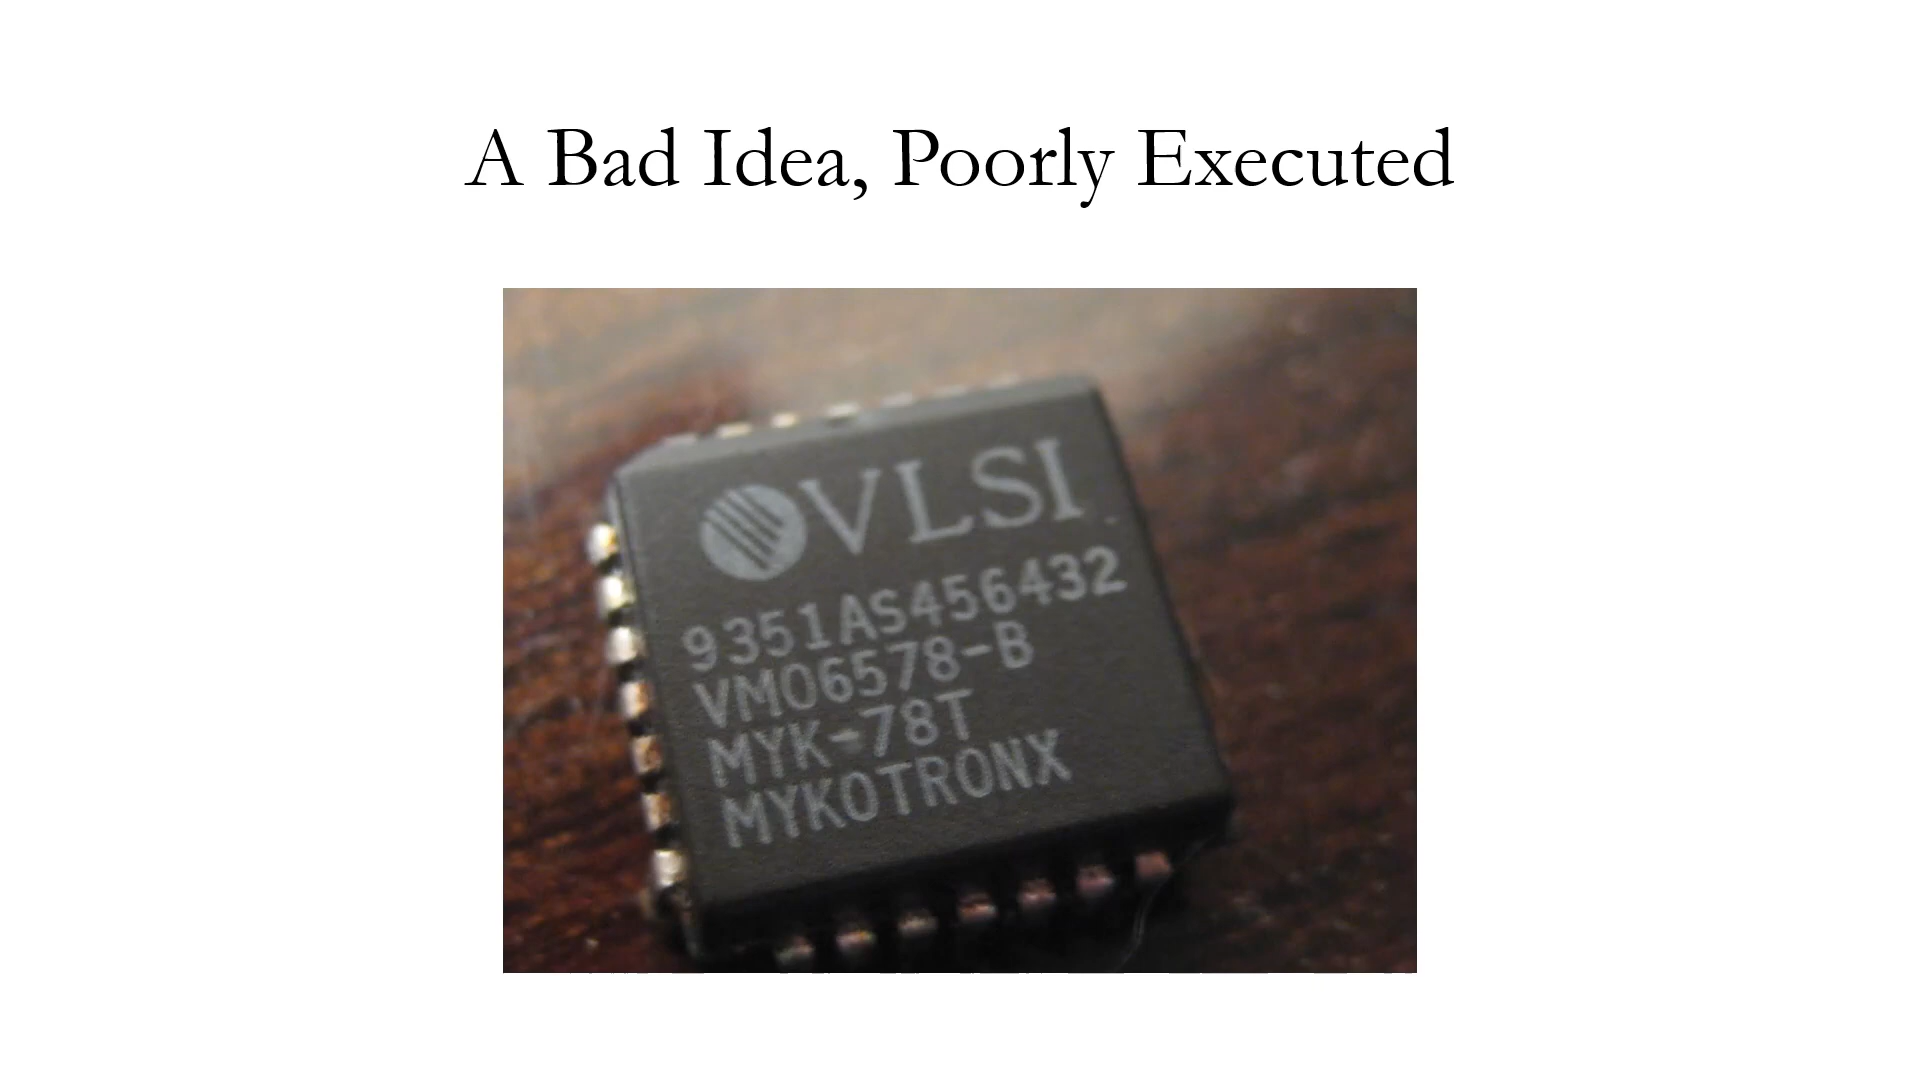 A Bad Idea, Poorly Executed
VLSI
9351AS456432
VM06578-B
MYK-78T
MYKOTRONX